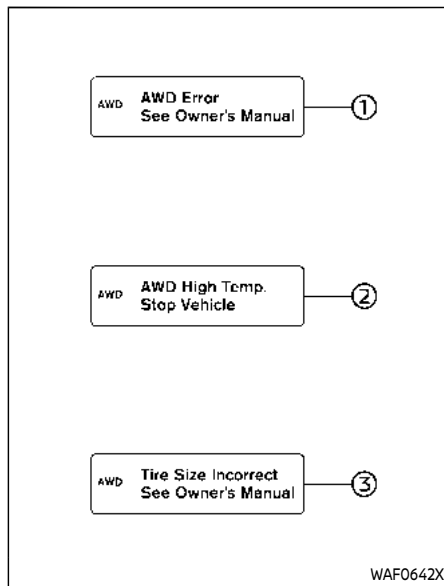 AWD AWD Error
See Owner's Manual
①
AWD AWD High Temp.
Stop Vehicle
②
AWD Tire Size Incorrect
See Owner's Manual
③
WAF0642X